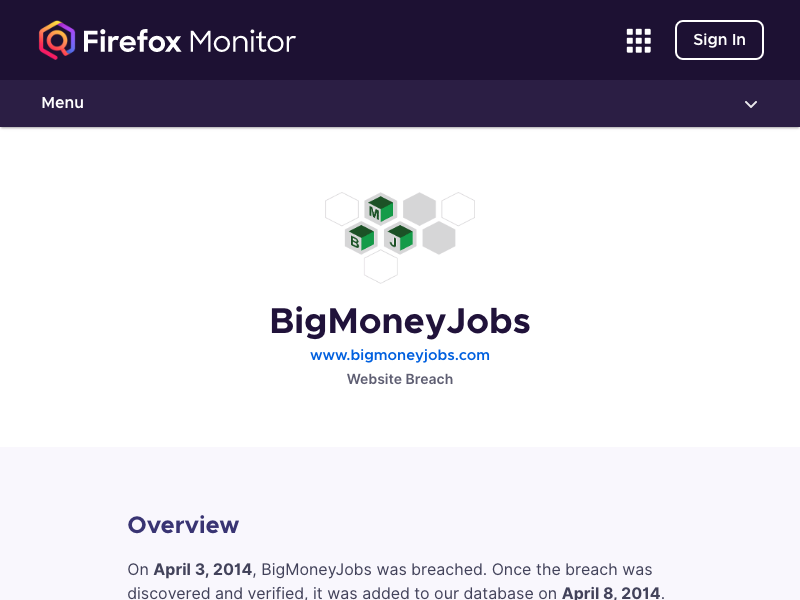 Firefox Monitor
Sign In
Menu
M
B J
BigMoneyJobs
www.bigmoneyjobs.com
Website Breach
Overview
On April 3, 2014, BigMoneyJobs was breached. Once the breach was
discovered and verified, it was added to our database on April 8, 2014.